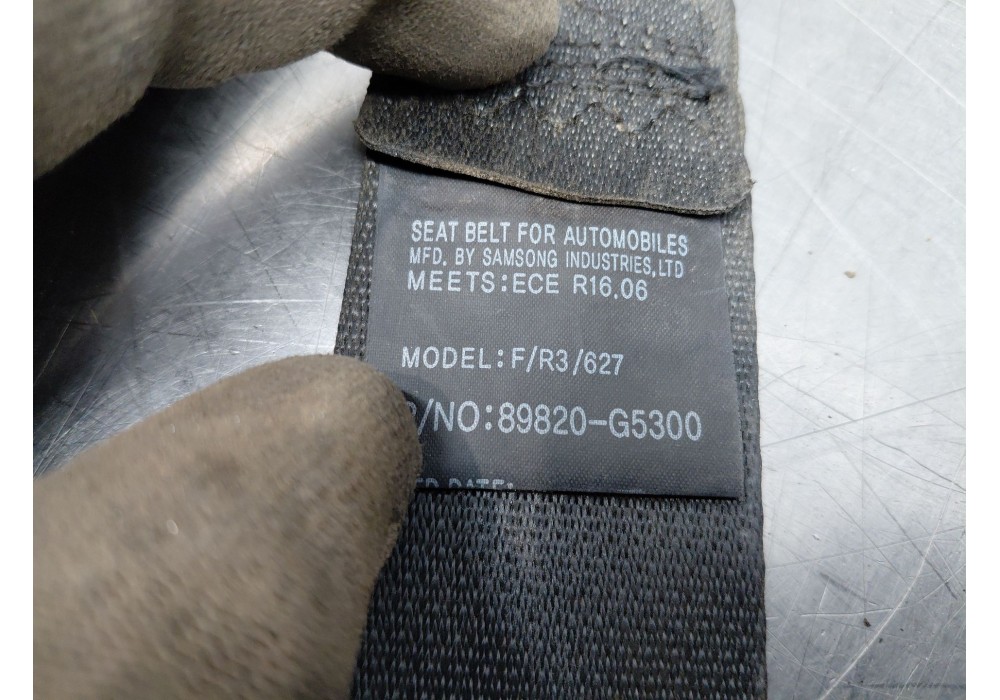 SEAT BELT FOR AUTOMOBILES
MFD. BY SAMSONG INDUSTRIES,LTD
MEETS:ECE R16.06
MODEL:F/R3/627
P/NO:89820-G5300
DATE: